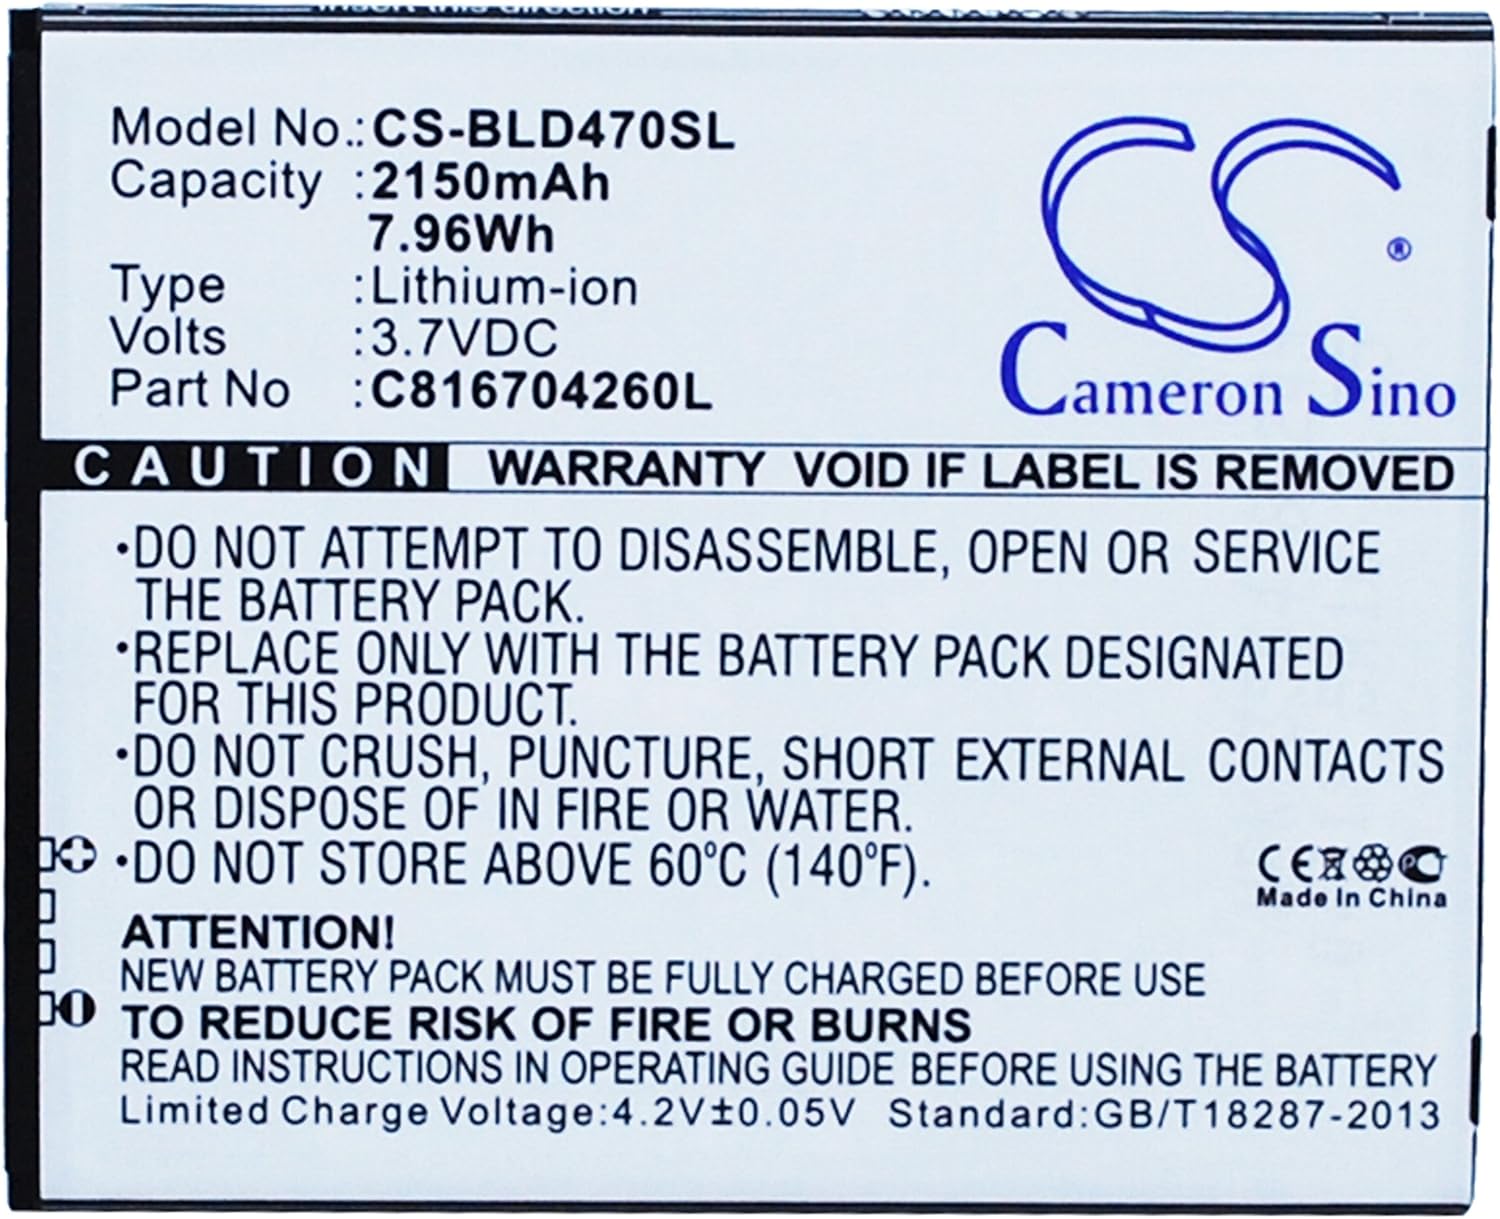 Insert this direction
Model No.:CS-BLD470SL
Capacity :2150mAh
7.96Wh
Type :Lithium-ion
Volts :3.7VDC
Part No :C816704260L
CS®
Cameron Sino
CAUTION WARRANTY VOID IF LABEL IS REMOVED
•DO NOT ATTEMPT TO DISASSEMBLE, OPEN OR SERVICE
THE BATTERY PACK.
•REPLACE ONLY WITH THE BATTERY PACK DESIGNATED
FOR THIS PRODUCT.
•DO NOT CRUSH, PUNCTURE, SHORT EXTERNAL CONTACTS
OR DISPOSE OF IN FIRE OR WATER.
•DO NOT STORE ABOVE 60°C (140°F).
CE
Made In China
ATTENTION!
NEW BATTERY PACK MUST BE FULLY CHARGED BEFORE USE
TO REDUCE RISK OF FIRE OR BURNS
READ INSTRUCTIONS IN OPERATING GUIDE BEFORE USING THE BATTERY
Limited Charge Voltage:4.2V±0.05V Standard:GB/T18287-2013